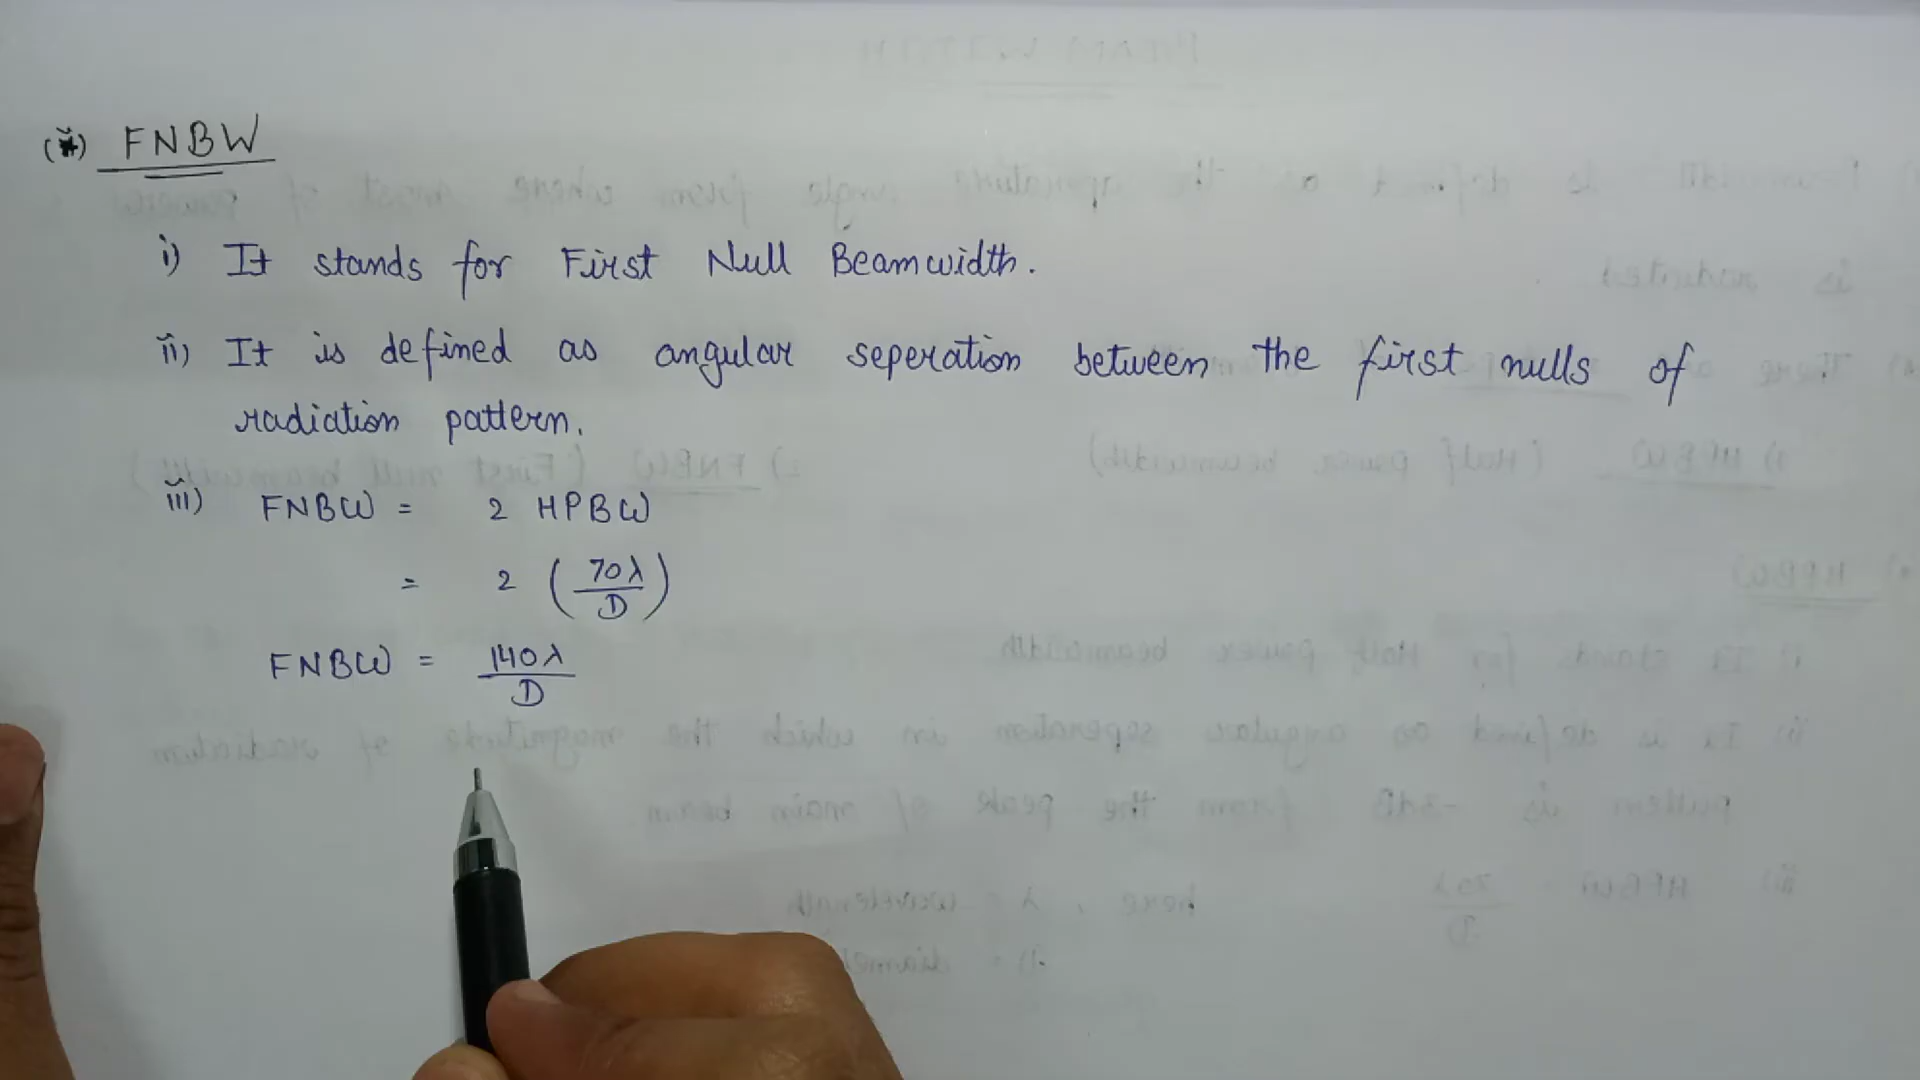 (ii) FNBW
i) It stands for First Null Beamwidth.
ii) It is defined as angular seperation between the first nulls of
radiation pattern.
iii) FNBW = 2 HPBW
= 2 (70λ/D)
FNBW = 140λ/D